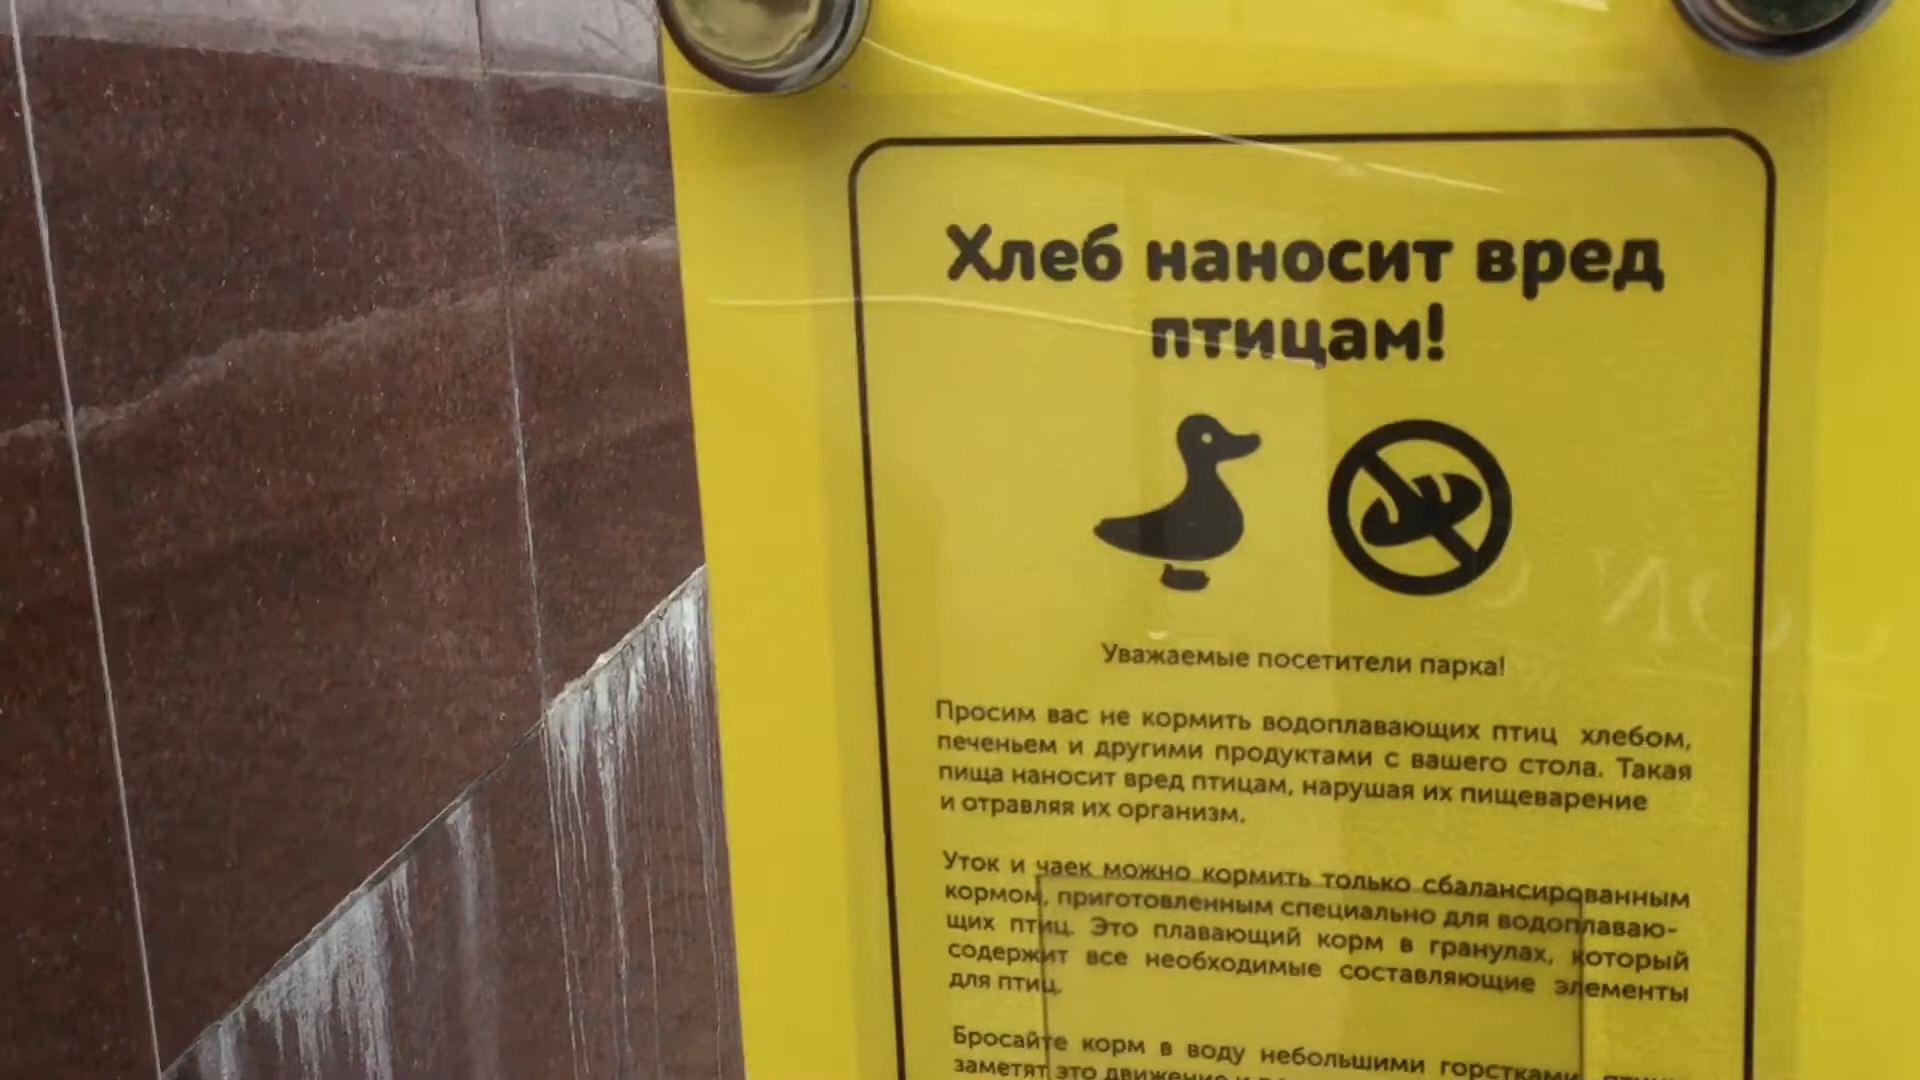 Хлеб наносит вред
птицам!
Уважаемые посетители парка!
Просим вас не кормить водоплавающих птиц хлебом,
печеньем и другими продуктами с вашего стола. Такая
пища наносит вред птицам, нарушая их пищеварение
и отравляя их организм.
Уток и чаек можно кормить только сбалансированным
кормом, приготовленным специально для водоплаваю-
щих птиц. Это плавающий корм в гранулах, который
содержит все необходимые составляющие элементы
для птиц.
Бросайте корм в воду небольшими горстками,
заметят это движение и